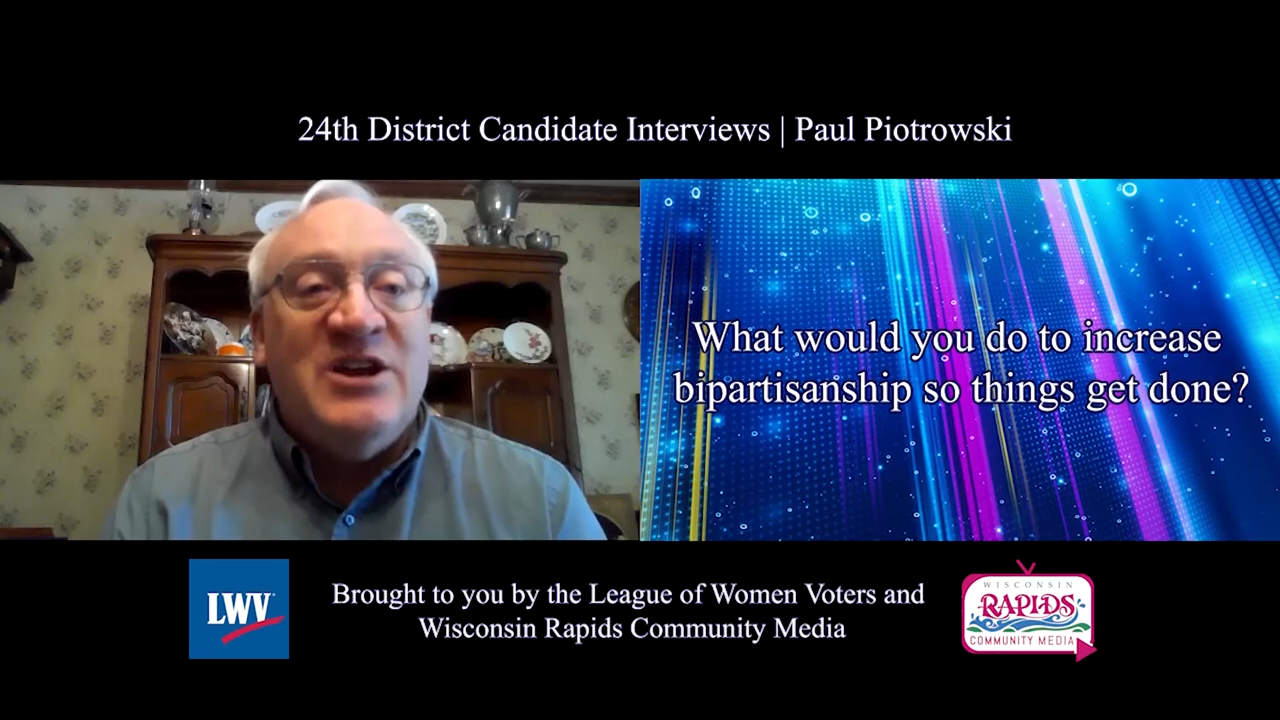 24th District Candidate Interviews | Paul Piotrowski
What would you do to increase
bipartisanship so things get done?
LWV
Brought to you by the League of Women Voters and
Wisconsin Rapids Community Media
WISCONSIN
RAPIDS
COMMUNITY MEDIA